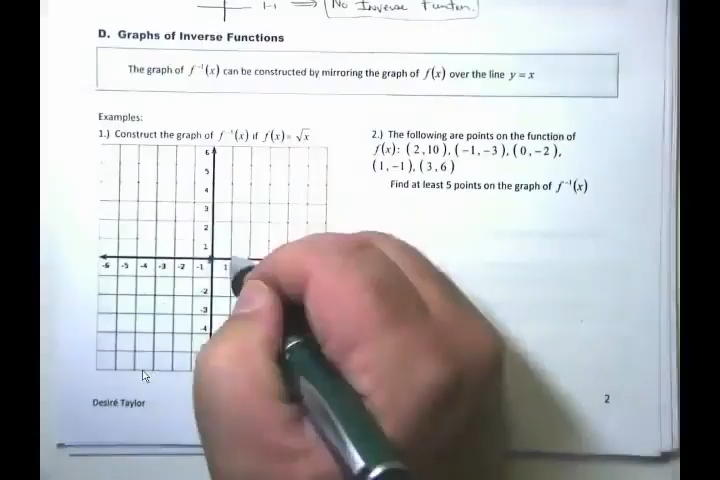 1-1 ⟹ No Inverse Function.
D. Graphs of Inverse Functions
The graph of f⁻¹(x) can be constructed by mirroring the graph of f(x) over the line y = x
Examples:
1.) Construct the graph of f⁻¹(x) if f(x) = √x
2.) The following are points on the function of
f(x): (2,10), (-1,-3), (0,-2),
(1,-1), (3,6)
Find at least 5 points on the graph of f⁻¹(x)
6
5
4
3
2
1
-6 -5 -4 -3 -2 -1 1
-2
-3
-4
Desiré Taylor
2